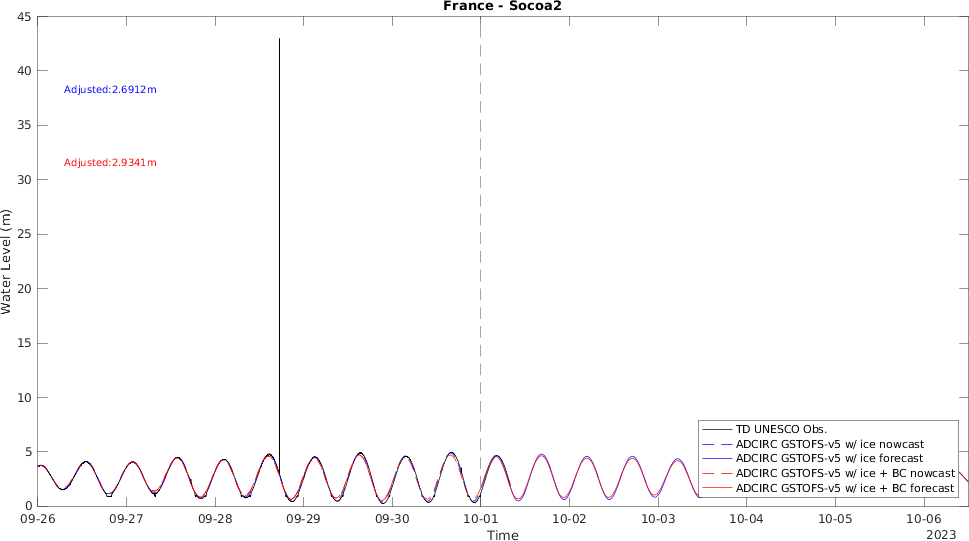 France - Socoa2
45
40
35
30
25
20
15
10
5
0
Water Level (m)
Adjusted:2.6912m
Adjusted:2.9341m
TD UNESCO Obs.
ADCIRC GSTOFS-v5 w/ ice nowcast
ADCIRC GSTOFS-v5 w/ ice forecast
ADCIRC GSTOFS-v5 w/ ice + BC nowcast
ADCIRC GSTOFS-v5 w/ ice + BC forecast
09-26 09-27 09-28 09-29 09-30 10-01 10-02 10-03 10-04 10-05 10-06
Time
2023